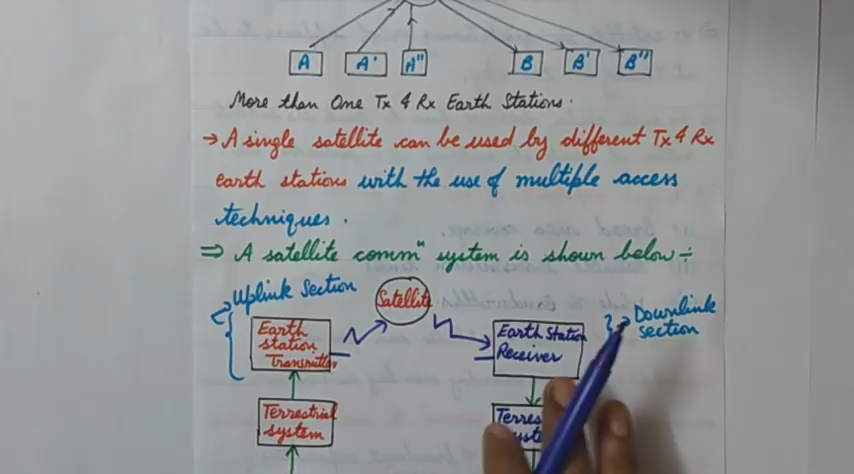 A A' A" B B' B"
More than One Tx & Rx Earth Stations.
→ A single satellite can be used by different Tx & Rx
earth stations with the use of multiple access
techniques.
⇒ A satellite commⁿ system is shown below ÷
Uplink Section
Satellite
Downlink
section
Earth
station
Transmitter
Earth Station
Receiver
Terrestrial
system